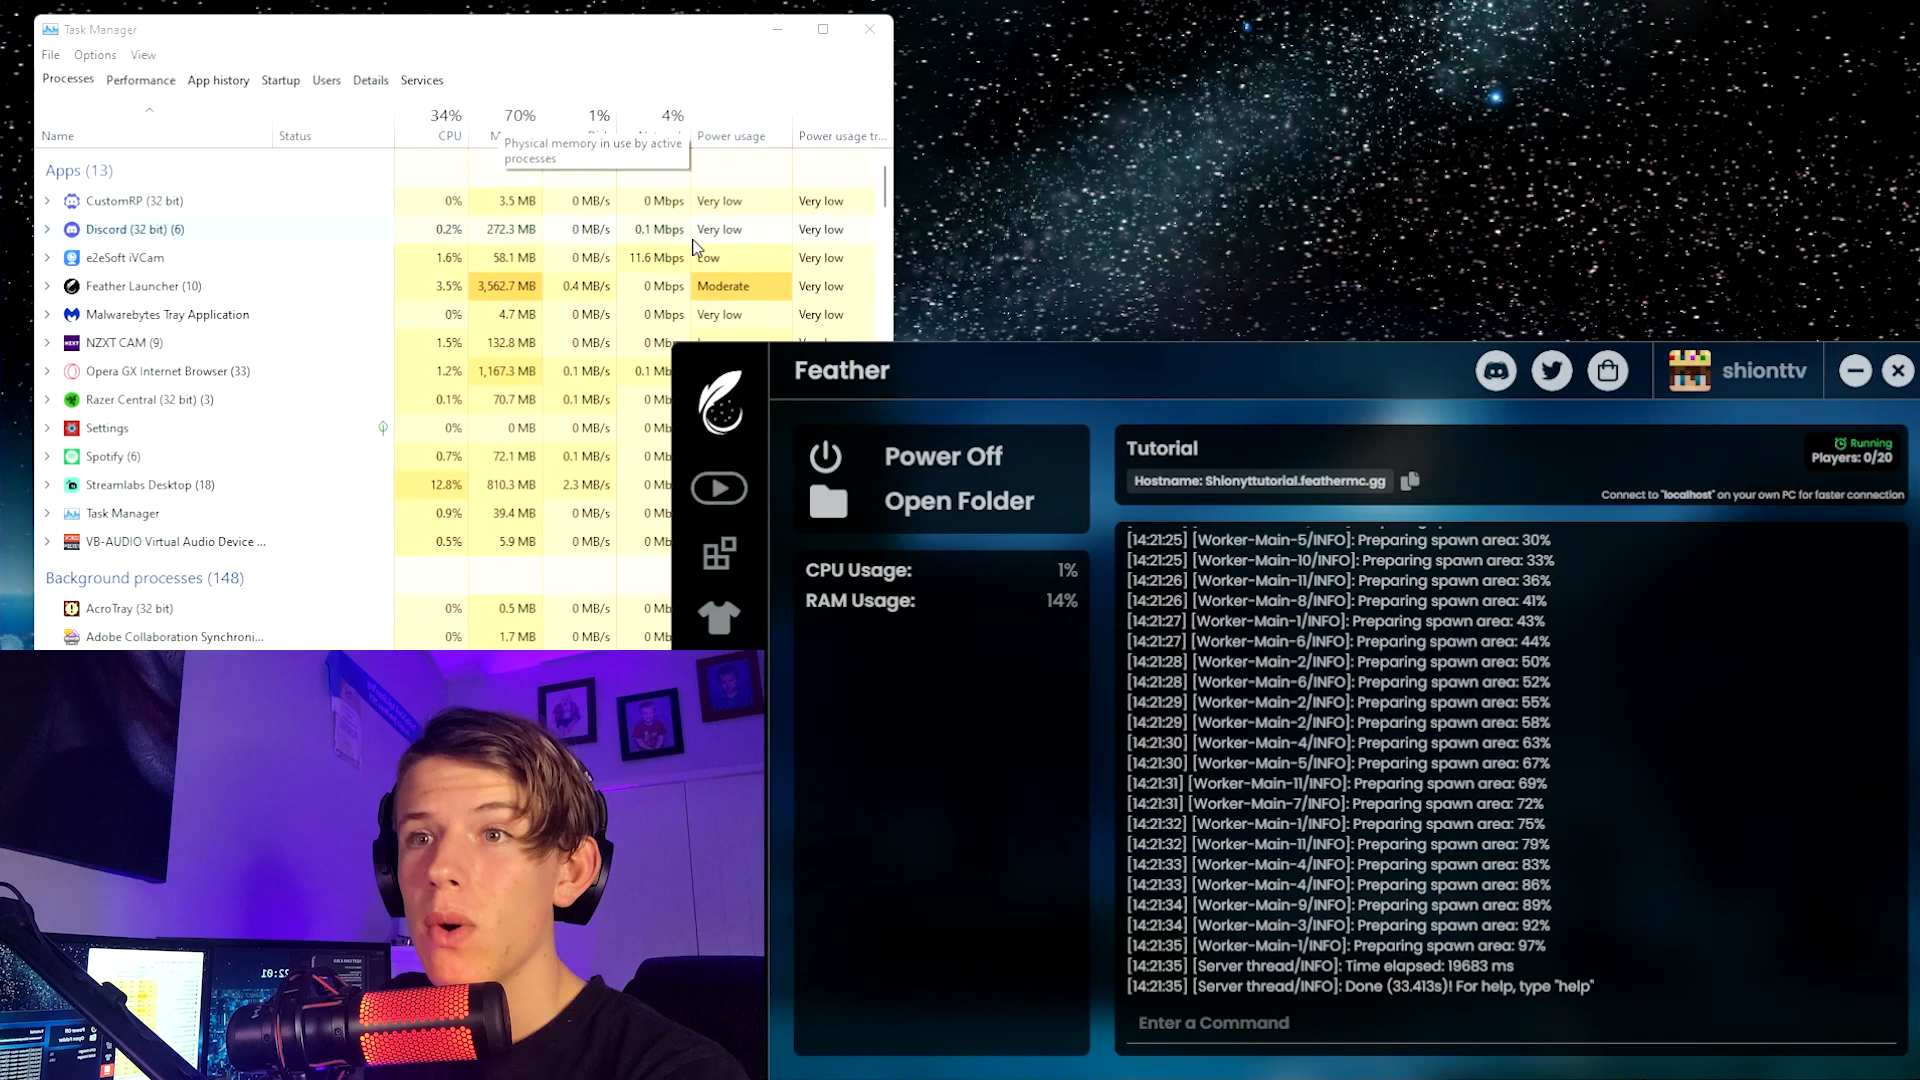 Task Manager
File Options View
Processes Performance App history Startup Users Details Services
34% 70% 1% 4%
Name Status CPU Power usage Power usage tr...
Physical memory in use by active
processes
Apps (13)
CustomRP (32 bit) 0% 3.5 MB 0 MB/s 0 Mbps Very low Very low
Discord (32 bit) (6) 0.2% 272.3 MB 0 MB/s 0.1 Mbps Very low Very low
e2eSoft iVCam 1.6% 58.1 MB 0 MB/s 11.6 Mbps Low Very low
Feather Launcher (10) 3.5% 3,562.7 MB 0.4 MB/s 0 Mbps Moderate Very low
Malwarebytes Tray Application 0% 4.7 MB 0 MB/s 0 Mbps Very low Very low
NZXT CAM (9) 1.5% 132.8 MB 0 MB/s 0 Mbps
Opera GX Internet Browser (33) 1.2% 1,167.3 MB 0.1 MB/s 0.1 Mb
Razer Central (32 bit) (3) 0.1% 70.7 MB 0.1 MB/s 0 Mb
Settings 0% 0 MB 0 MB/s 0 Mb
Spotify (6) 0.7% 72.1 MB 0.1 MB/s 0 Mb
Streamlabs Desktop (18) 12.8% 810.3 MB 2.3 MB/s 0 Mb
Task Manager 0.9% 39.4 MB 0 MB/s 0 Mb
VB-AUDIO Virtual Audio Device ... 0.5% 5.9 MB 0 MB/s 0 Mb
Background processes (148)
AcroTray (32 bit) 0% 0.5 MB 0 MB/s 0 Mb
Adobe Collaboration Synchroni... 0% 1.7 MB 0 MB/s 0 Mb
Feather
shionttv
Power Off
Open Folder
CPU Usage: 1%
RAM Usage: 14%
Tutorial
Running
Players: 0/20
Hostname: Shionyttutorial.feathermc.gg
Connect to "localhost" on your own PC for faster connection
[14:21:25] [Worker-Main-5/INFO]: Preparing spawn area: 30%
[14:21:25] [Worker-Main-10/INFO]: Preparing spawn area: 33%
[14:21:26] [Worker-Main-11/INFO]: Preparing spawn area: 36%
[14:21:26] [Worker-Main-8/INFO]: Preparing spawn area: 41%
[14:21:27] [Worker-Main-1/INFO]: Preparing spawn area: 43%
[14:21:27] [Worker-Main-6/INFO]: Preparing spawn area: 44%
[14:21:28] [Worker-Main-2/INFO]: Preparing spawn area: 50%
[14:21:28] [Worker-Main-6/INFO]: Preparing spawn area: 52%
[14:21:29] [Worker-Main-2/INFO]: Preparing spawn area: 55%
[14:21:29] [Worker-Main-2/INFO]: Preparing spawn area: 58%
[14:21:30] [Worker-Main-4/INFO]: Preparing spawn area: 63%
[14:21:30] [Worker-Main-5/INFO]: Preparing spawn area: 67%
[14:21:31] [Worker-Main-11/INFO]: Preparing spawn area: 69%
[14:21:31] [Worker-Main-7/INFO]: Preparing spawn area: 72%
[14:21:32] [Worker-Main-1/INFO]: Preparing spawn area: 75%
[14:21:32] [Worker-Main-11/INFO]: Preparing spawn area: 79%
[14:21:33] [Worker-Main-4/INFO]: Preparing spawn area: 83%
[14:21:33] [Worker-Main-4/INFO]: Preparing spawn area: 86%
[14:21:34] [Worker-Main-9/INFO]: Preparing spawn area: 89%
[14:21:34] [Worker-Main-3/INFO]: Preparing spawn area: 92%
[14:21:35] [Worker-Main-1/INFO]: Preparing spawn area: 97%
[14:21:35] [Server thread/INFO]: Time elapsed: 19683 ms
[14:21:35] [Server thread/INFO]: Done (33.413s)! For help, type "help"
Enter a Command